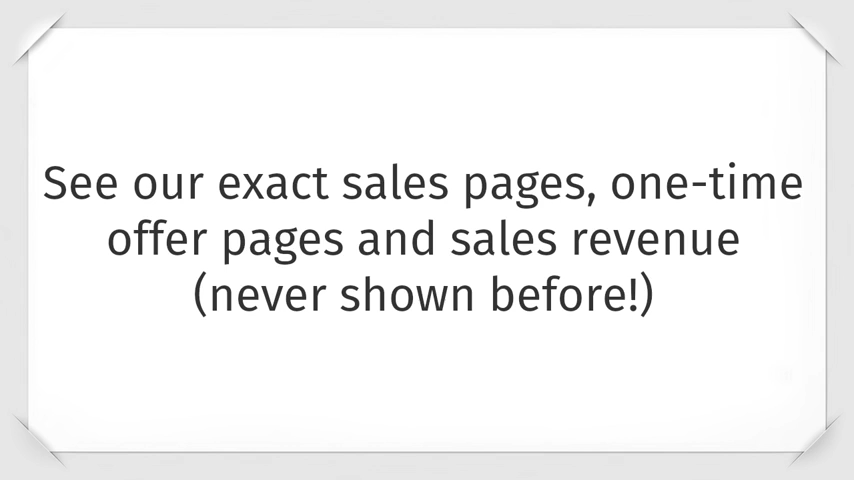 See our exact sales pages, one-time
offer pages and sales revenue
(never shown before!)